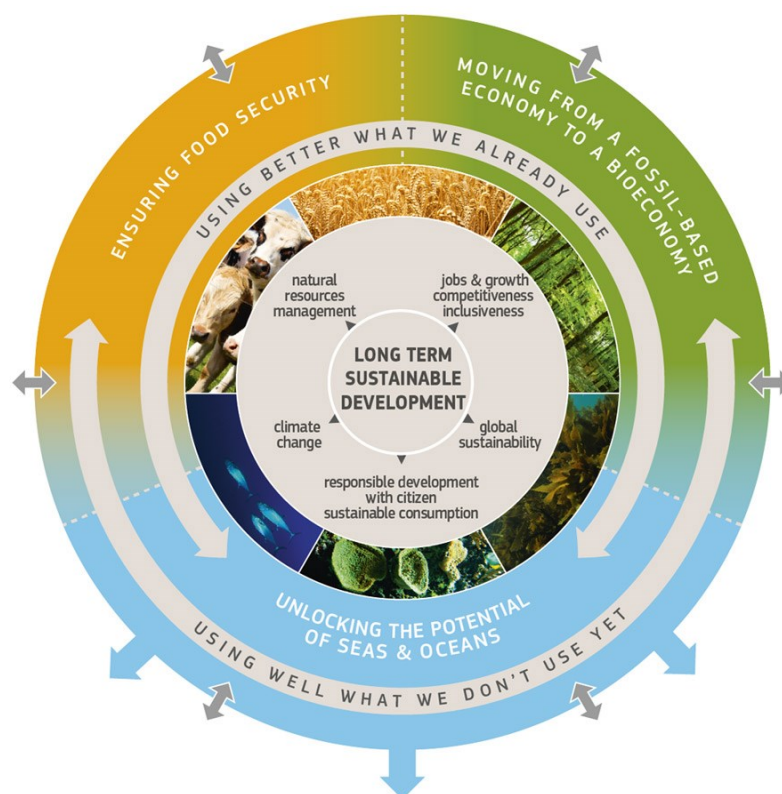 ENSURING FOOD SECURITY
MOVING FROM A FOSSIL-BASED
ECONOMY TO A BIOECONOMY
USING BETTER WHAT WE ALREADY USE
natural
resources
management
jobs & growth
competitiveness
inclusiveness
LONG TERM
SUSTAINABLE
DEVELOPMENT
climate
change
global
sustainability
responsible development
with citizen
sustainable consumption
UNLOCKING THE POTENTIAL
OF SEAS & OCEANS
USING WELL WHAT WE DON'T USE YET